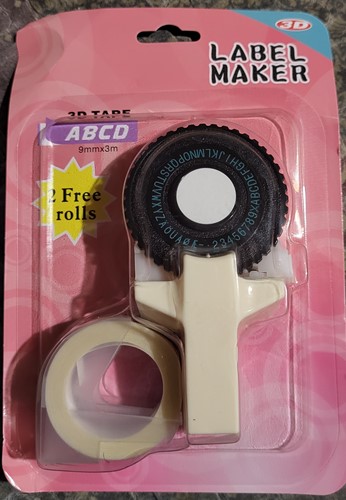 3D
LABEL
MAKER
3D TAPE
ABCD
9mmx3m
2 Free
rolls